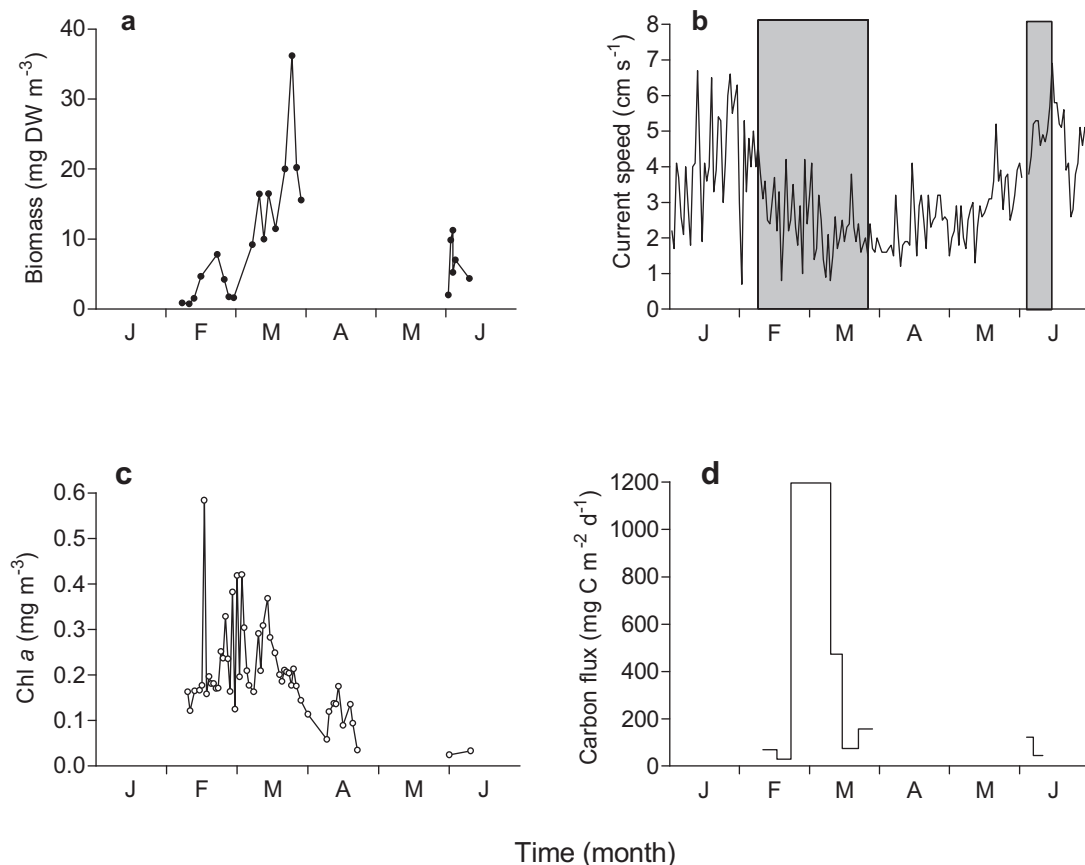 a
Biomass (mg DW m-3)
40
30
20
10
0
J F M A M J
b
Current speed (cm s-1)
8
7
6
5
4
3
2
1
0
J F M A M J
c
Chl a (mg m-3)
0.6
0.5
0.4
0.3
0.2
0.1
0.0
J F M A M J
d
Carbon flux (mg C m-2 d-1)
1200
1000
800
600
400
200
0
J F M A M J
Time (month)